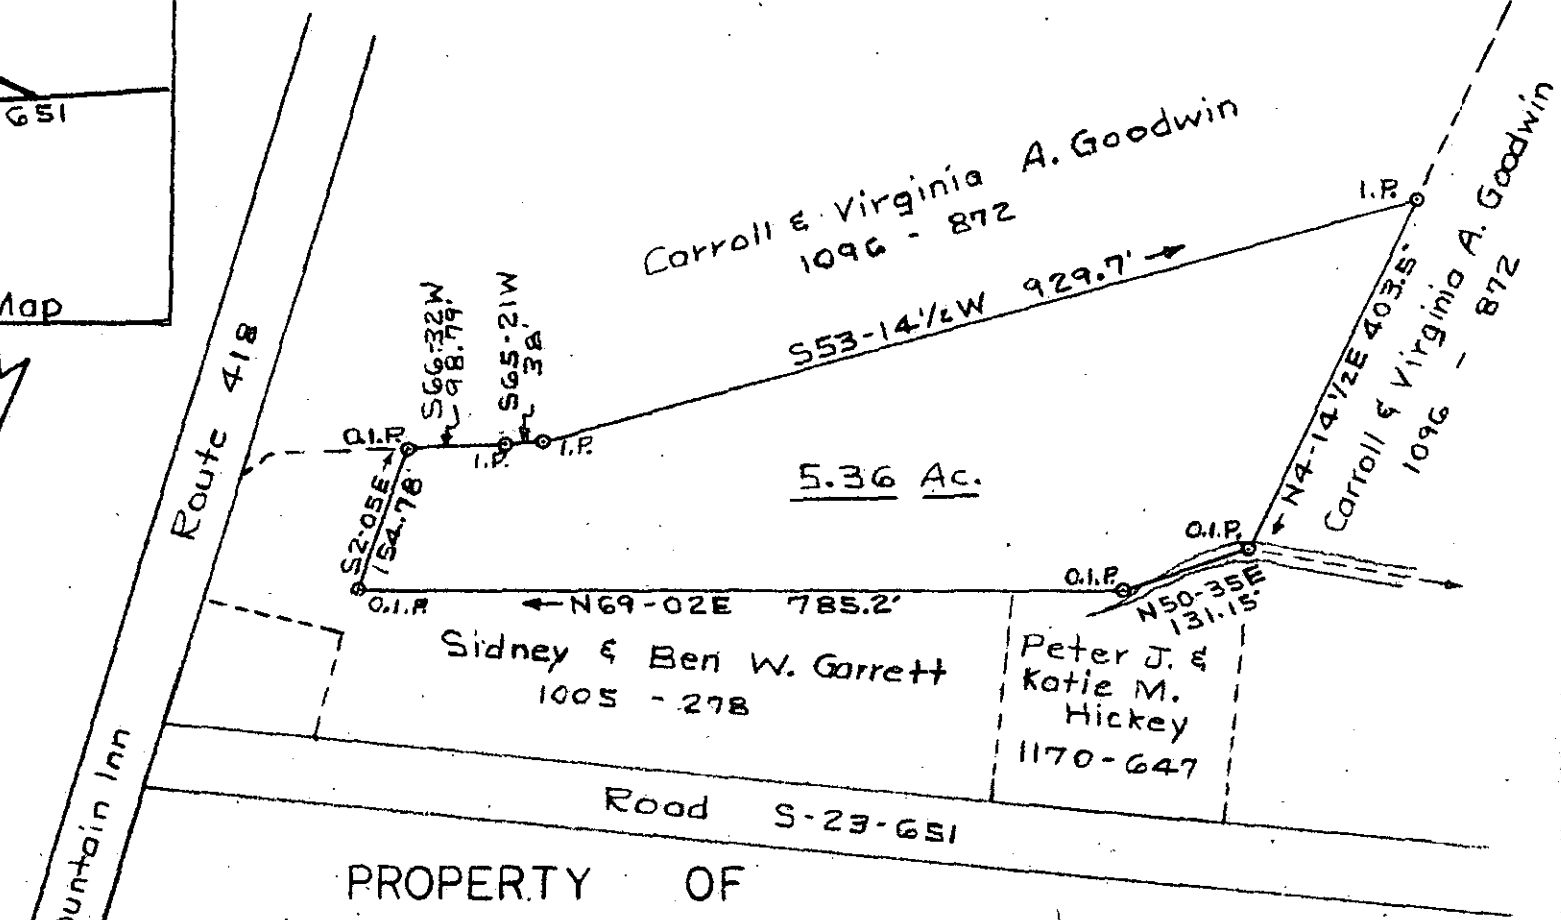 651
Map
Route 418
ountain Inn
Carroll & Virginia A. Goodwin
1096 - 872
I.P.
S53-14½W 929.7'
S66-32W
98.79'
S65-21W
38'
O.I.P.
I.P.
I.P.
S2-05E
154.78'
5.36 Ac.
N4-14½E 403.5'
Carroll & Virginia A. Goodwin
1096 - 872
O.I.P.
O.I.P.
O.I.P.
N69-02E 785.2'
N50-35E
131.15'
Sidney & Ben W. Garrett
1005 - 278
Peter J. &
Katie M.
Hickey
1170-647
Road S-23-651
PROPERTY OF